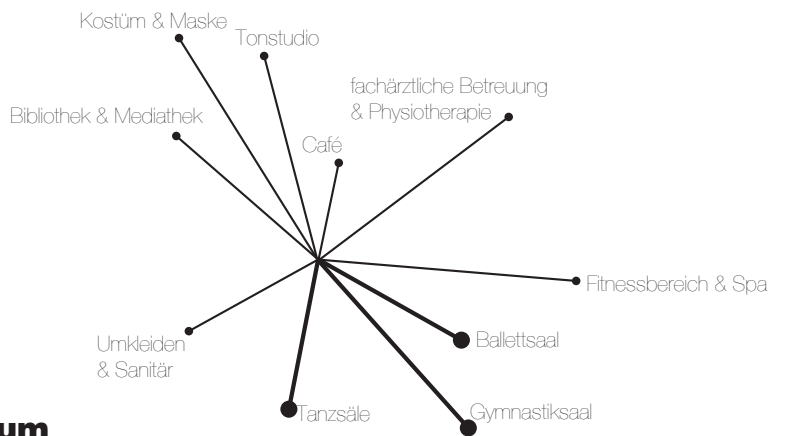 Kostüm & Maske
Tonstudio
fachärztliche Betreuung
& Physiotherapie
Bibliothek & Mediathek
Café
Fitnessbereich & Spa
Umkleiden
& Sanitär
Ballettsaal
Tanzsäle
Gymnastiksaal